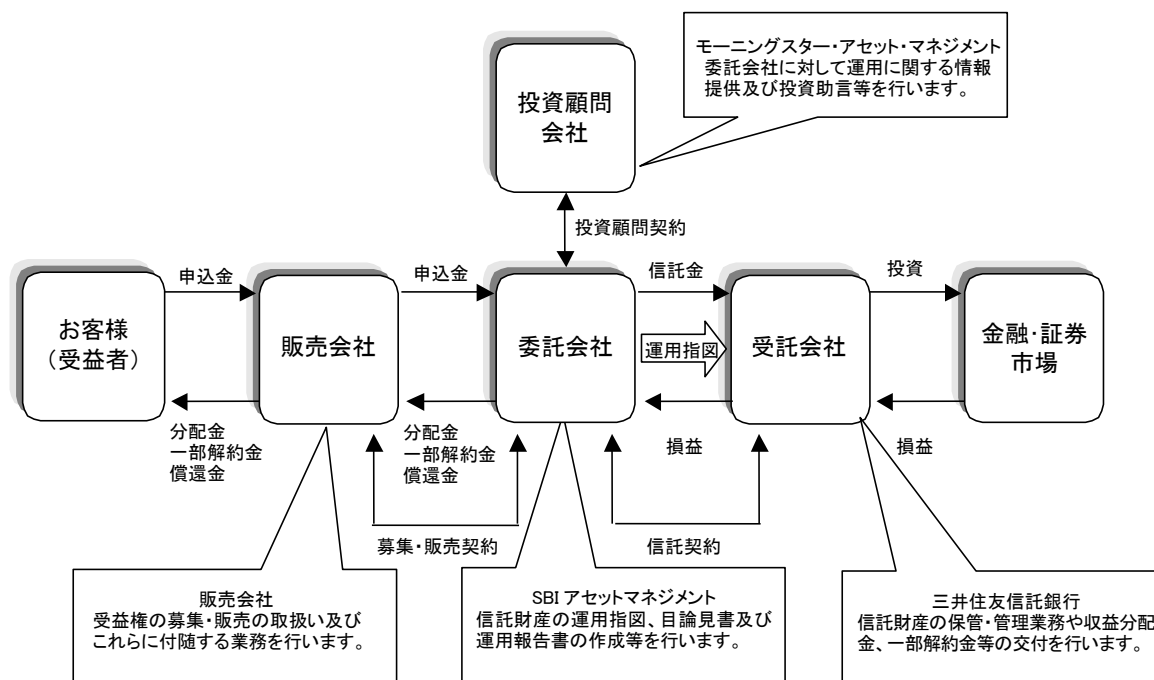 モーニングスター・アセット・マネジメント
委託会社に対して運用に関する情報
提供及び投資助言等を行います。
投資顧問
会社
投資顧問契約
申込金
申込金
信託金
投資
お客様
（受益者）
販売会社
委託会社
運用指図
受託会社
金融・証券
市場
分配金
一部解約金
償還金
分配金
一部解約金
償還金
損益
損益
募集・販売契約
信託契約
販売会社
受益権の募集・販売の取扱い及び
これらに付随する業務を行います。
SBI アセットマネジメント
信託財産の運用指図、目論見書及び
運用報告書の作成等を行います。
三井住友信託銀行
信託財産の保管・管理業務や収益分配
金、一部解約金等の交付を行います。